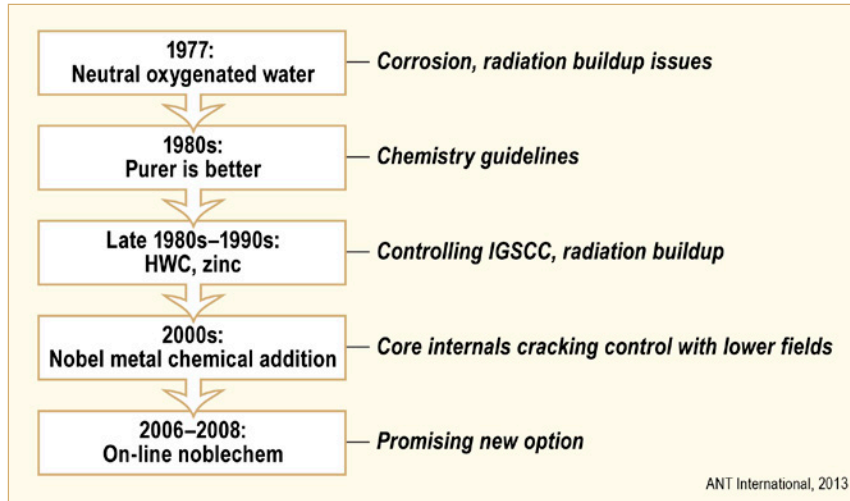 1977:
Neutral oxygenated water
Corrosion, radiation buildup issues
1980s:
Purer is better
Chemistry guidelines
Late 1980s–1990s:
HWC, zinc
Controlling IGSCC, radiation buildup
2000s:
Nobel metal chemical addition
Core internals cracking control with lower fields
2006–2008:
On-line noblechem
Promising new option
ANT International, 2013